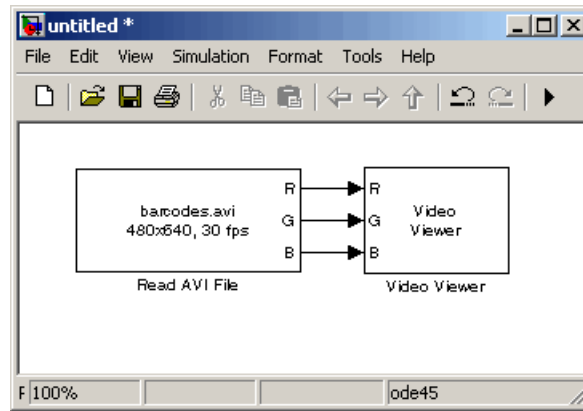 untitled *
File Edit View Simulation Format Tools Help
R R
barcodes.avi Video
480x640, 30 fps G G Viewer
B B
Read AVI File Video Viewer
F 100% ode45